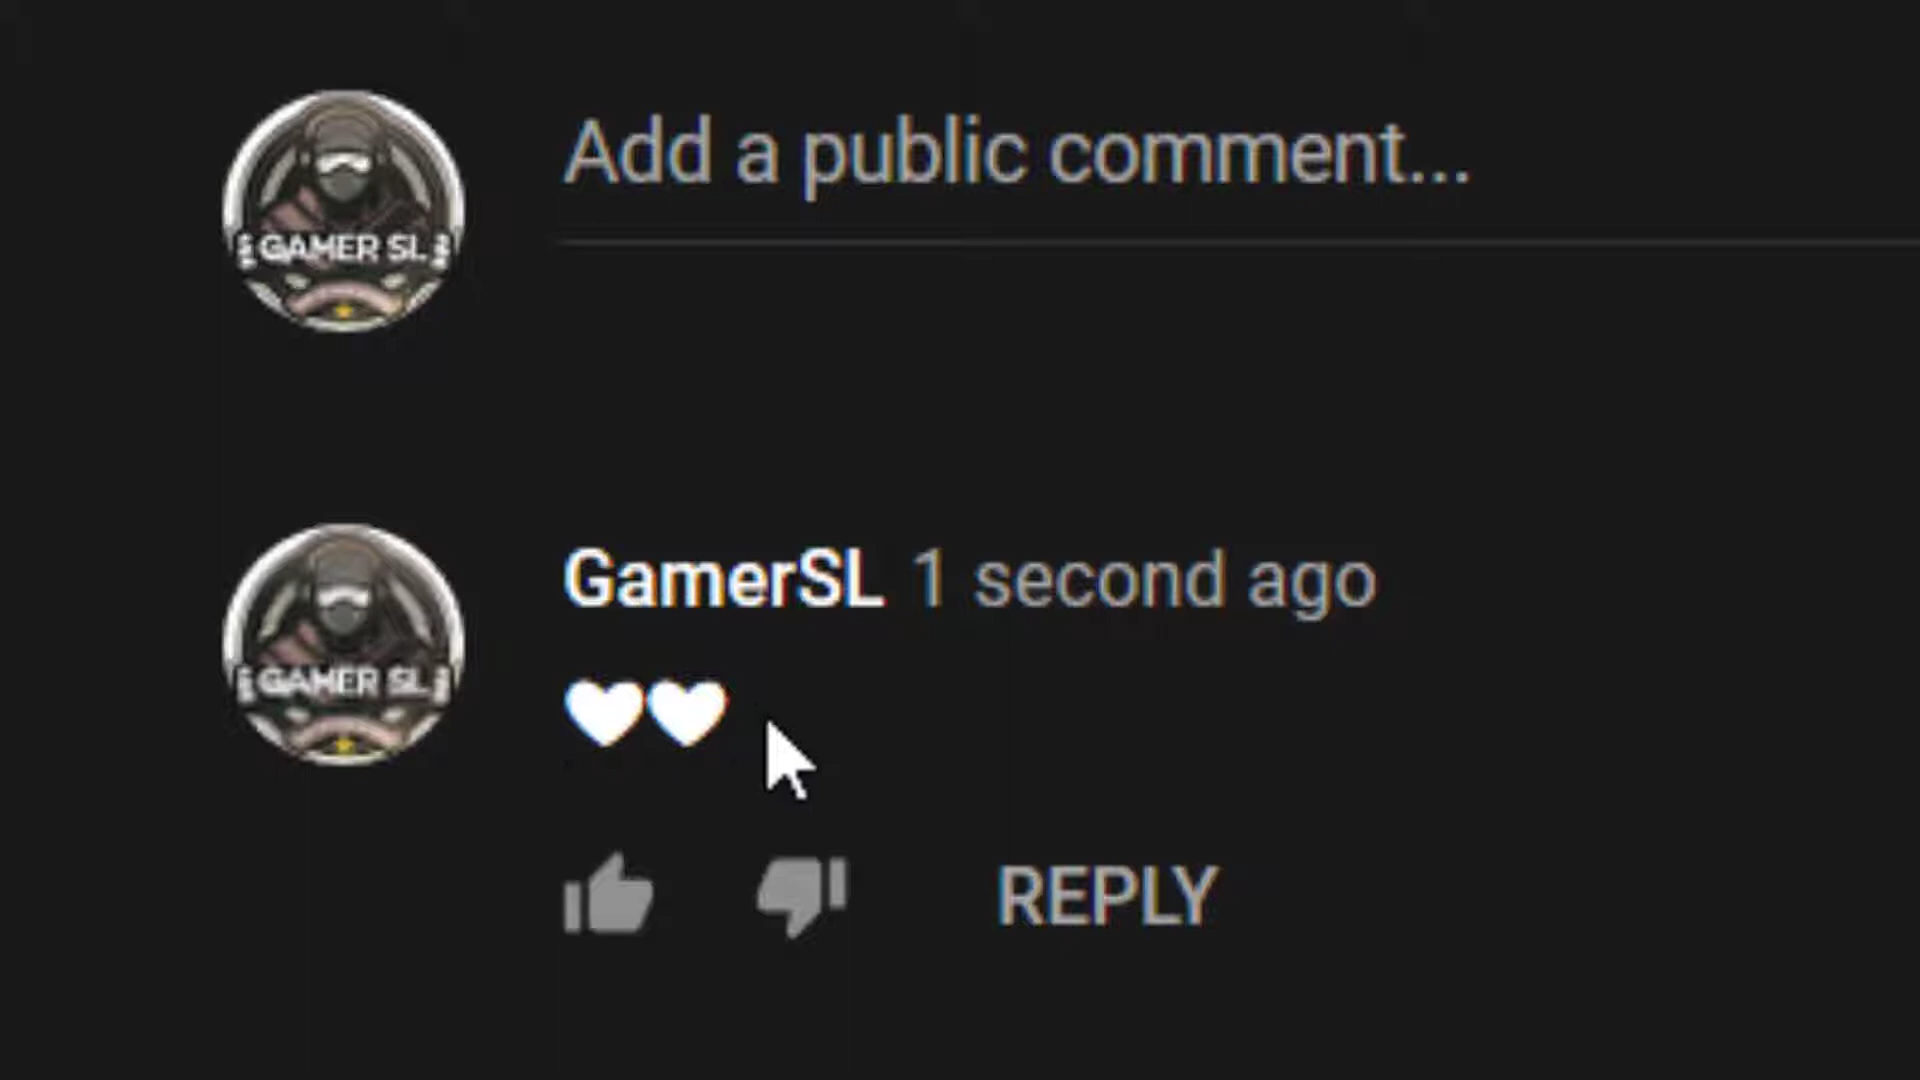 Add a public comment...
GAMER SL
GamerSL 1 second ago
🤍🤍
GAMER SL
REPLY